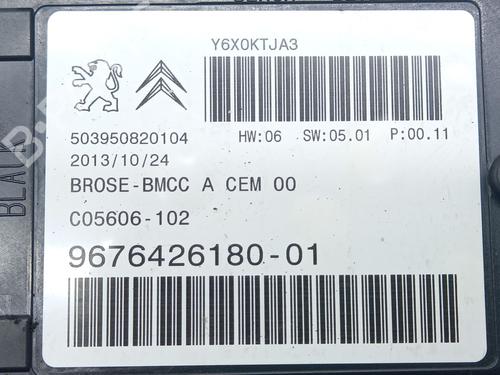 Y6X0KTJA3
503950820104 HW:06 SW:05.01 P:00.11
2013/10/24
BROSE-BMCC A CEM 00
C05606-102
9676426180-01